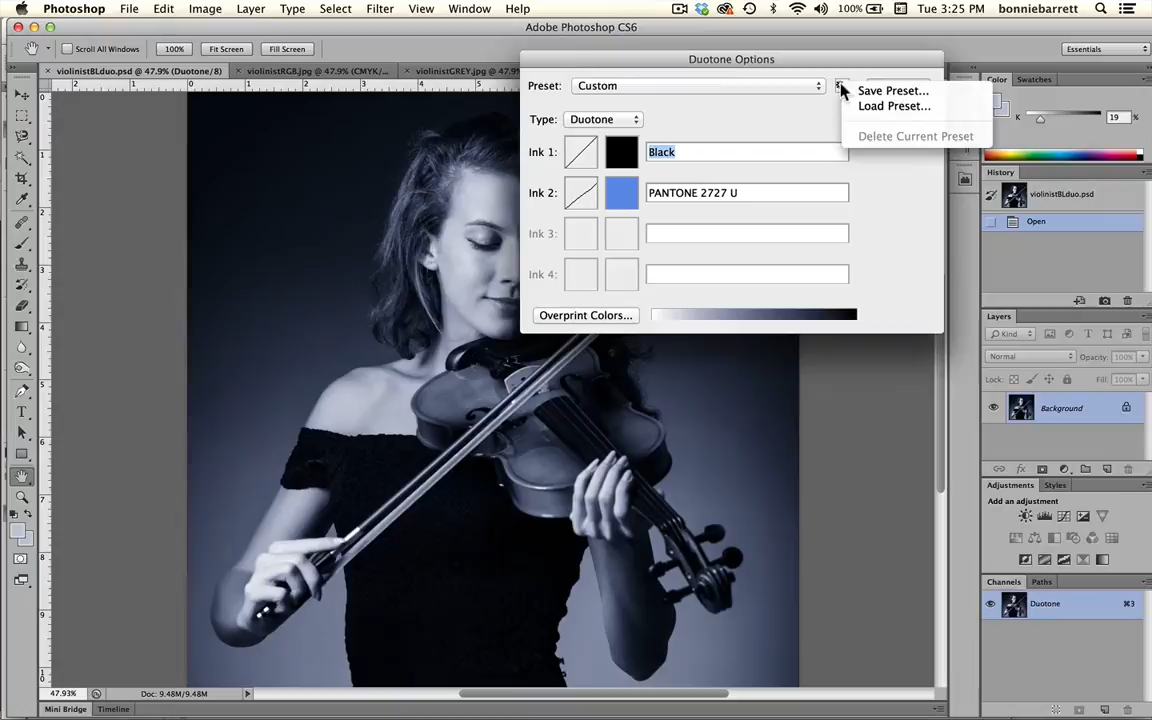 Photoshop File Edit Image Layer Type Select Filter View Window Help 100% Tue 3:25 PM bonniebarrett
Adobe Photoshop CS6
Scroll All Windows 100% Fit Screen Fill Screen Essentials
violinistBLduo.psd @ 47.9% (Duotone/8) violinistRGB.jpg @ 47.9% (CMYK/... violinistGREY.jpg @ 47.9%
Duotone Options
Preset: Custom
Save Preset...
Load Preset...
Delete Current Preset
Type: Duotone
Ink 1: Black
Ink 2: PANTONE 2727 U
Ink 3:
Ink 4:
Overprint Colors...
Color Swatches
K 19 %
History
violinistBLduo.psd
Open
Layers
Kind
Normal Opacity: 100%
Lock: Fill: 100%
Background
Adjustments Styles
Add an adjustment
Channels Paths
Duotone ⌘3
47.93% Doc: 9.48M/9.48M
Mini Bridge Timeline